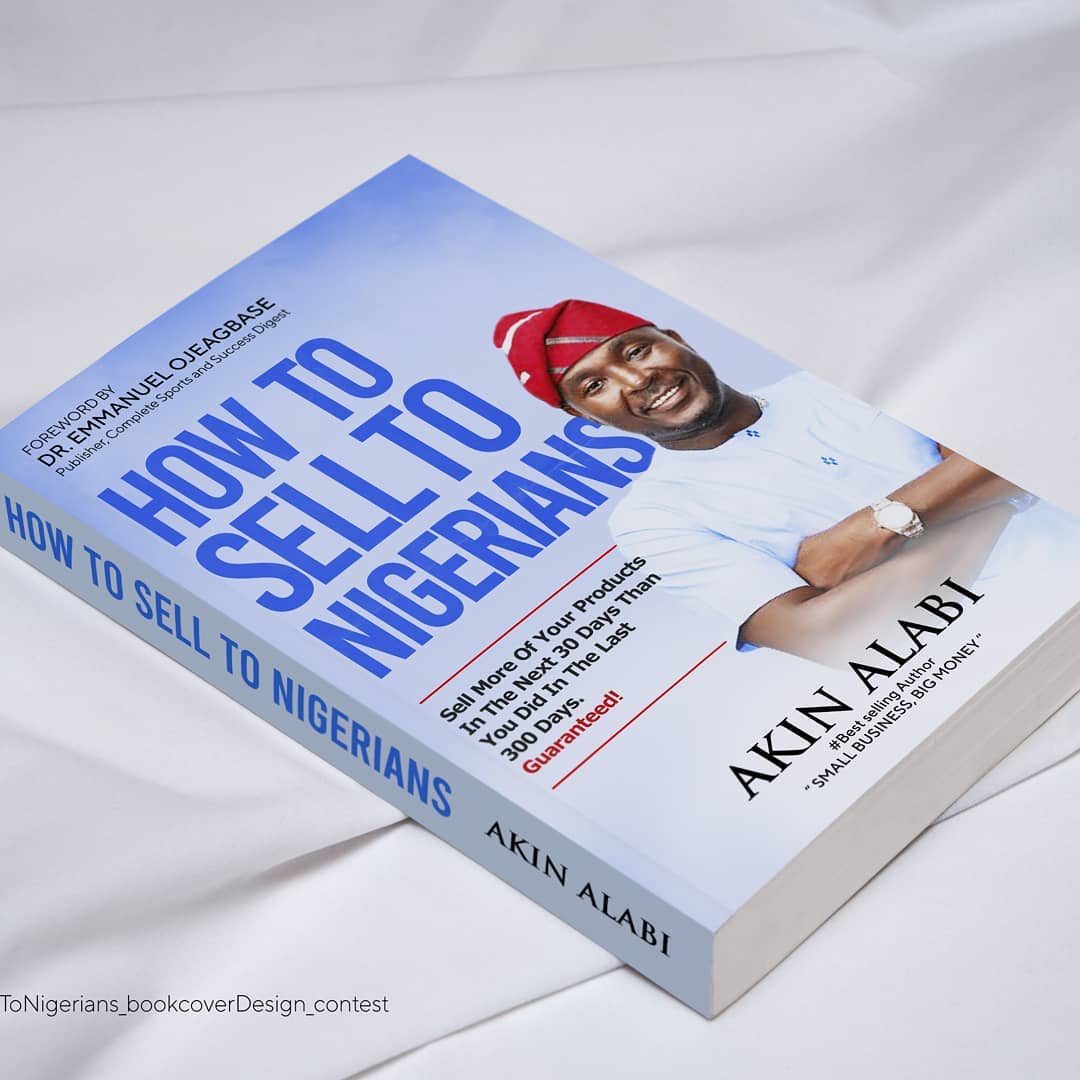 FOREWORD BY
DR. EMMANUEL OJEAGBASE
Publisher, Complete Sports and Success Digest
HOW TO
SELL TO
NIGERIANS
Sell More Of Your Products
In The Next 30 Days Than
You Did In The Last
300 Days.
Guaranteed!
AKIN ALABI
#Best selling Author
“SMALL BUSINESS, BIG MONEY”
HOW TO SELL TO NIGERIANS
AKIN ALABI
ToNigerians_bookcoverDesign_contest